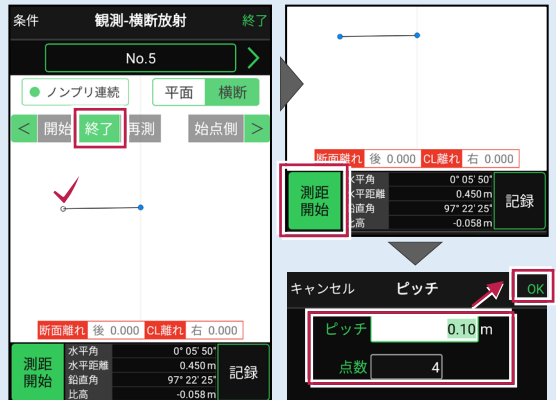 条件 観測-横断放射 終了
No.5
ノンプリ連続 平面 横断
< 開始 終了 再測 始点側 >
断面離れ 後 0.000 CL離れ 右 0.000
測距開始
水平角 0° 05' 50"
水平距離 0.450 m
鉛直角 97° 22' 25"
比高 -0.058 m
記録
断面離れ 後 0.000 CL離れ 右 0.000
測距開始
水平角 0° 05' 50"
水平距離 0.450 m
鉛直角 97° 22' 25"
比高 -0.058 m
記録
キャンセル ピッチ OK
ピッチ 0.10 m
点数 4